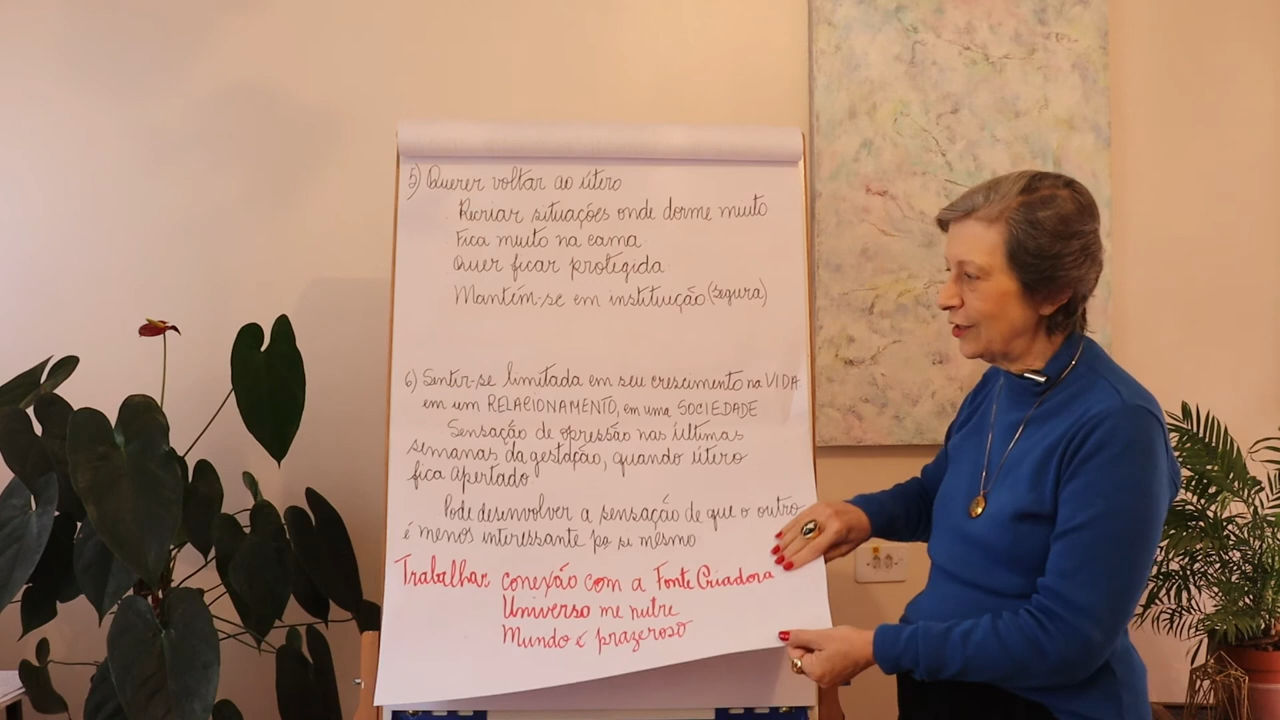 5) Querer voltar ao útero
Recriar situações onde dorme muito
Fica muito na cama
Quer ficar protegida
Mantém-se em instituição (segura)
6) Sentir-se limitada em seu crescimento na VIDA
em um RELACIONAMENTO, em uma SOCIEDADE
Sensação de opressão nas últimas
semanas da gestação, quando útero
fica apertado.
Pode desenvolver a sensação de que o outro
é menos interessante pa si mesmo
Trabalhar conexão com a Fonte Criadora
Universo me nutre
Mundo é prazeroso